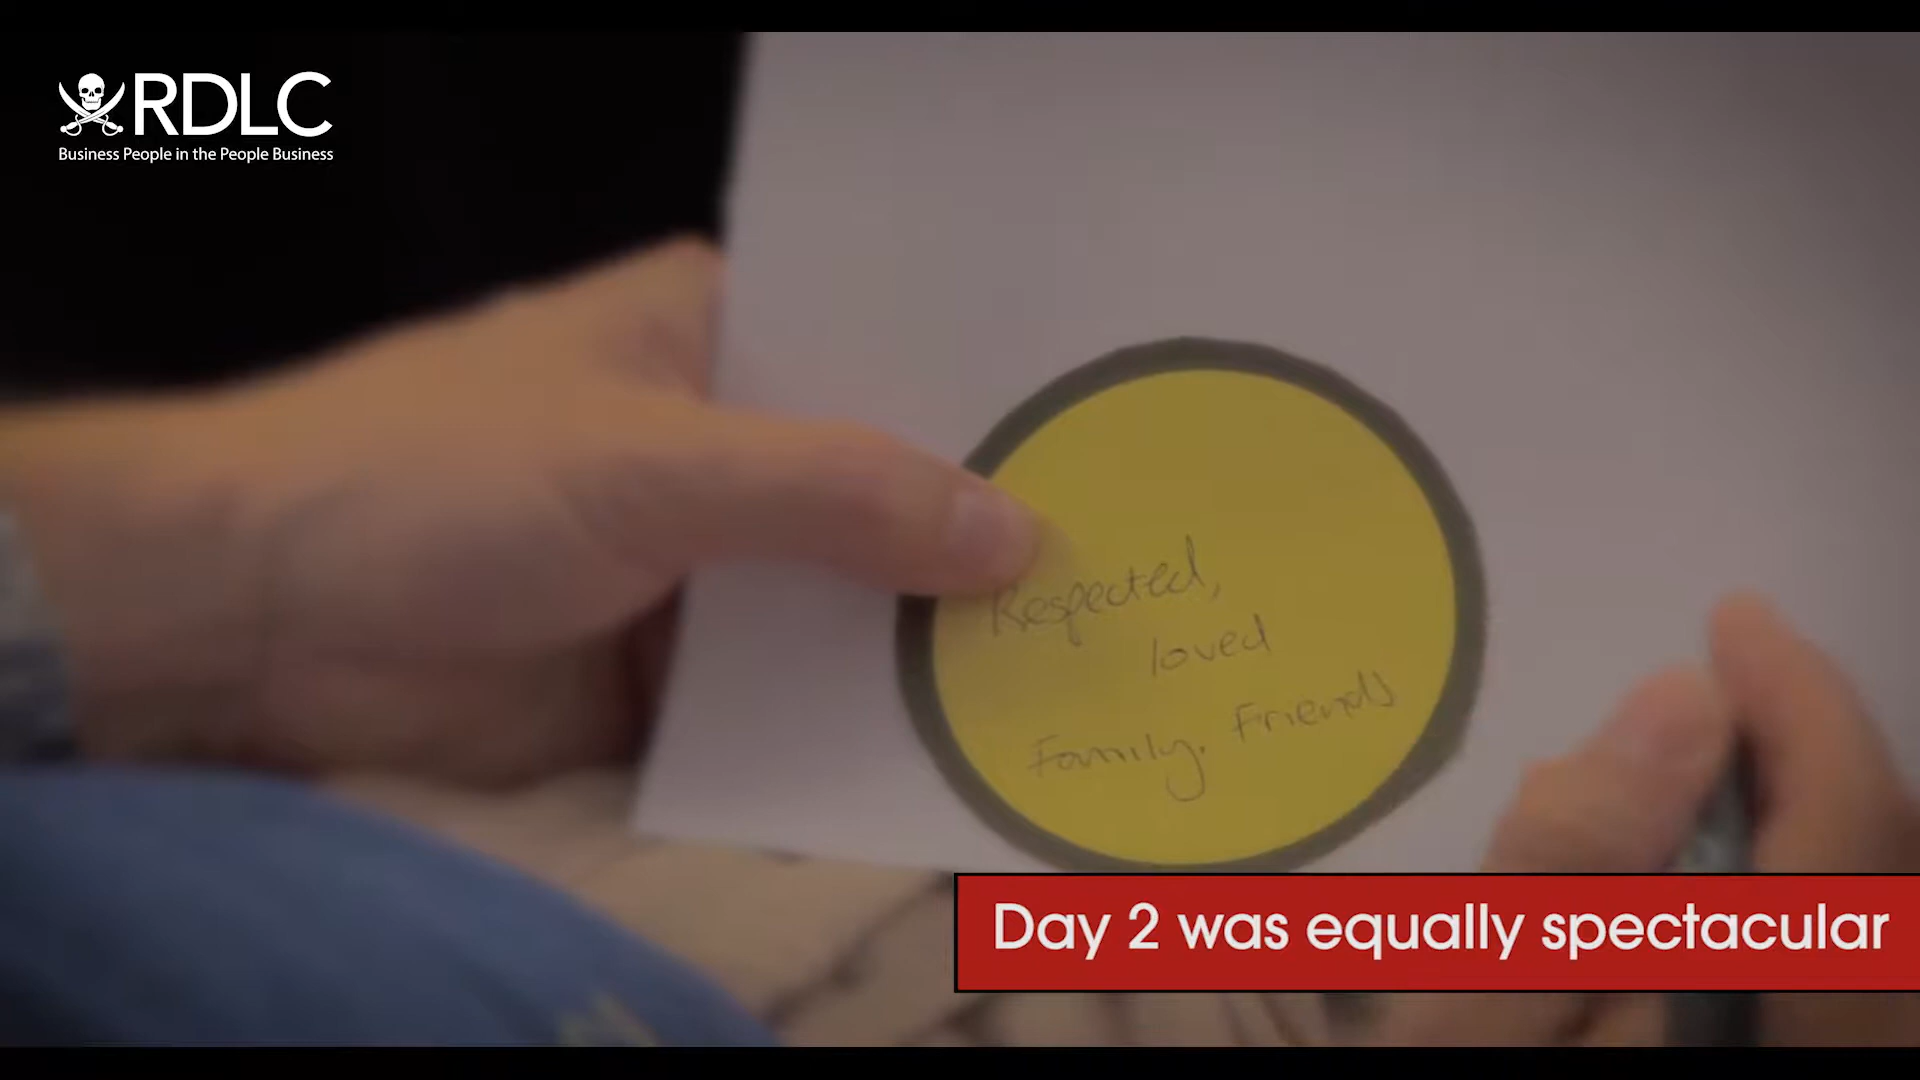 RDLC
Business People in the People Business
Respected,
loved
Family. Friends
Day 2 was equally spectacular